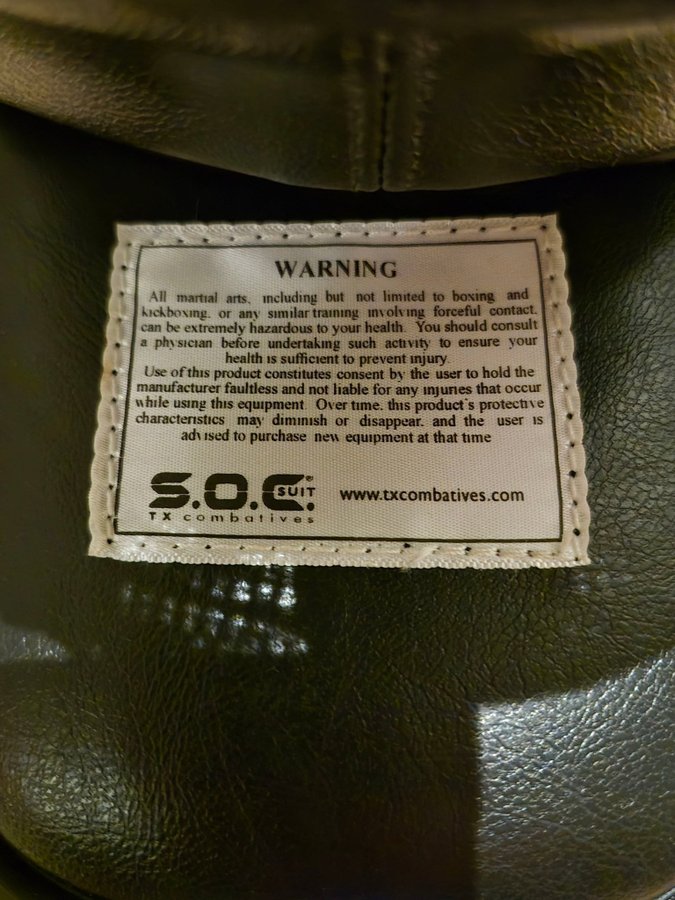 WARNING
All martial arts, including but not limited to boxing and
kickboxing, or any similar training involving forceful contact,
can be extremely hazardous to your health. You should consult
a physician before undertaking such activity to ensure your
health is sufficient to prevent injury.
Use of this product constitutes consent by the user to hold the
manufacturer faultless and not liable for any injuries that occur
while using this equipment. Over time, this product's protective
characteristics may diminish or disappear, and the user is
advised to purchase new equipment at that time
S.O.C. SUIT® www.txcombatives.com
TX combatives